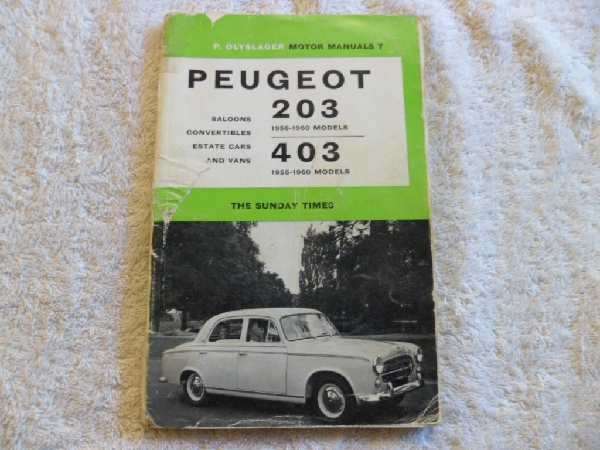 P. OLYSLAGER MOTOR MANUALS 7
PEUGEOT
SALOONS
CONVERTIBLES
ESTATE CARS
AND VANS
203
1956-1960 MODELS
403
1956-1960 MODELS
THE SUNDAY TIMES